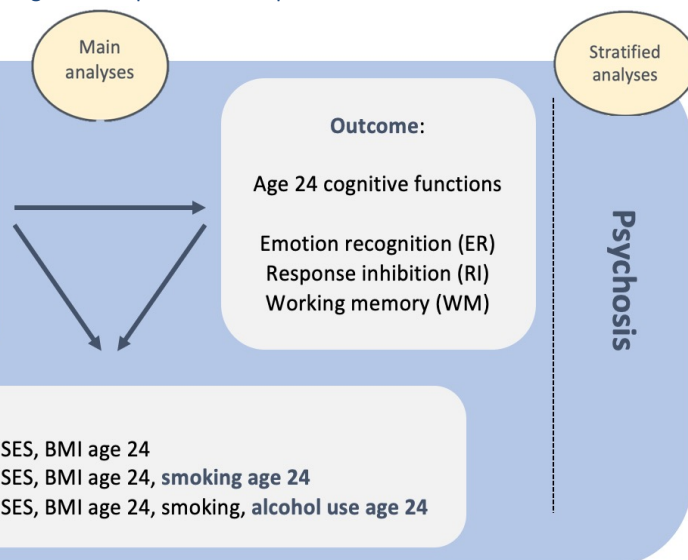 Main
analyses
Stratified
analyses
Outcome:
Age 24 cognitive functions
Emotion recognition (ER)
Response inhibition (RI)
Working memory (WM)
Psychosis
SES, BMI age 24
SES, BMI age 24, smoking age 24
SES, BMI age 24, smoking, alcohol use age 24